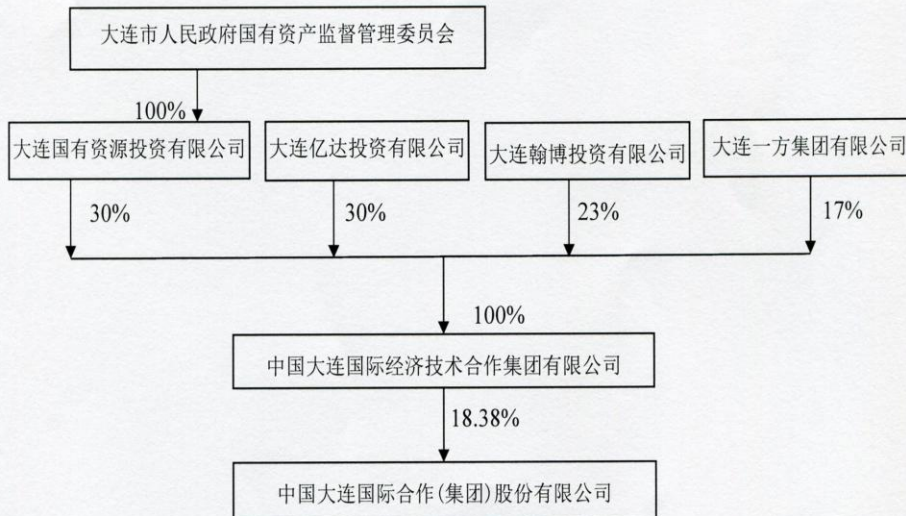 大连市人民政府国有资产监督管理委员会
100%
大连国有资源投资有限公司 大连亿达投资有限公司 大连翰博投资有限公司 大连一方集团有限公司
30% 30% 23% 17%
100%
中国大连国际经济技术合作集团有限公司
18.38%
中国大连国际合作(集团)股份有限公司